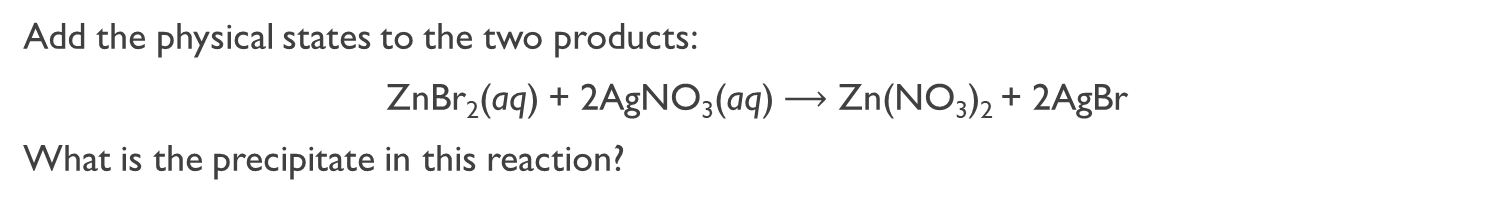 Add the physical states to the two products:
ZnBr₂(aq) + 2AgNO₃(aq) ⟶ Zn(NO₃)₂ + 2AgBr
What is the precipitate in this reaction?